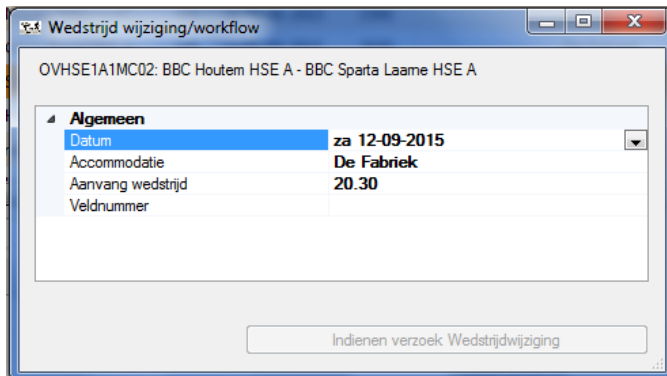 Wedstrijd wijziging/workflow
OVHSE1A1MC02: BBC Houtem HSE A - BBC Sparta Laarne HSE A
Algemeen
Datum za 12-09-2015
Accommodatie De Fabriek
Aanvang wedstrijd 20.30
Veldnummer
Indienen verzoek Wedstrijdwijziging